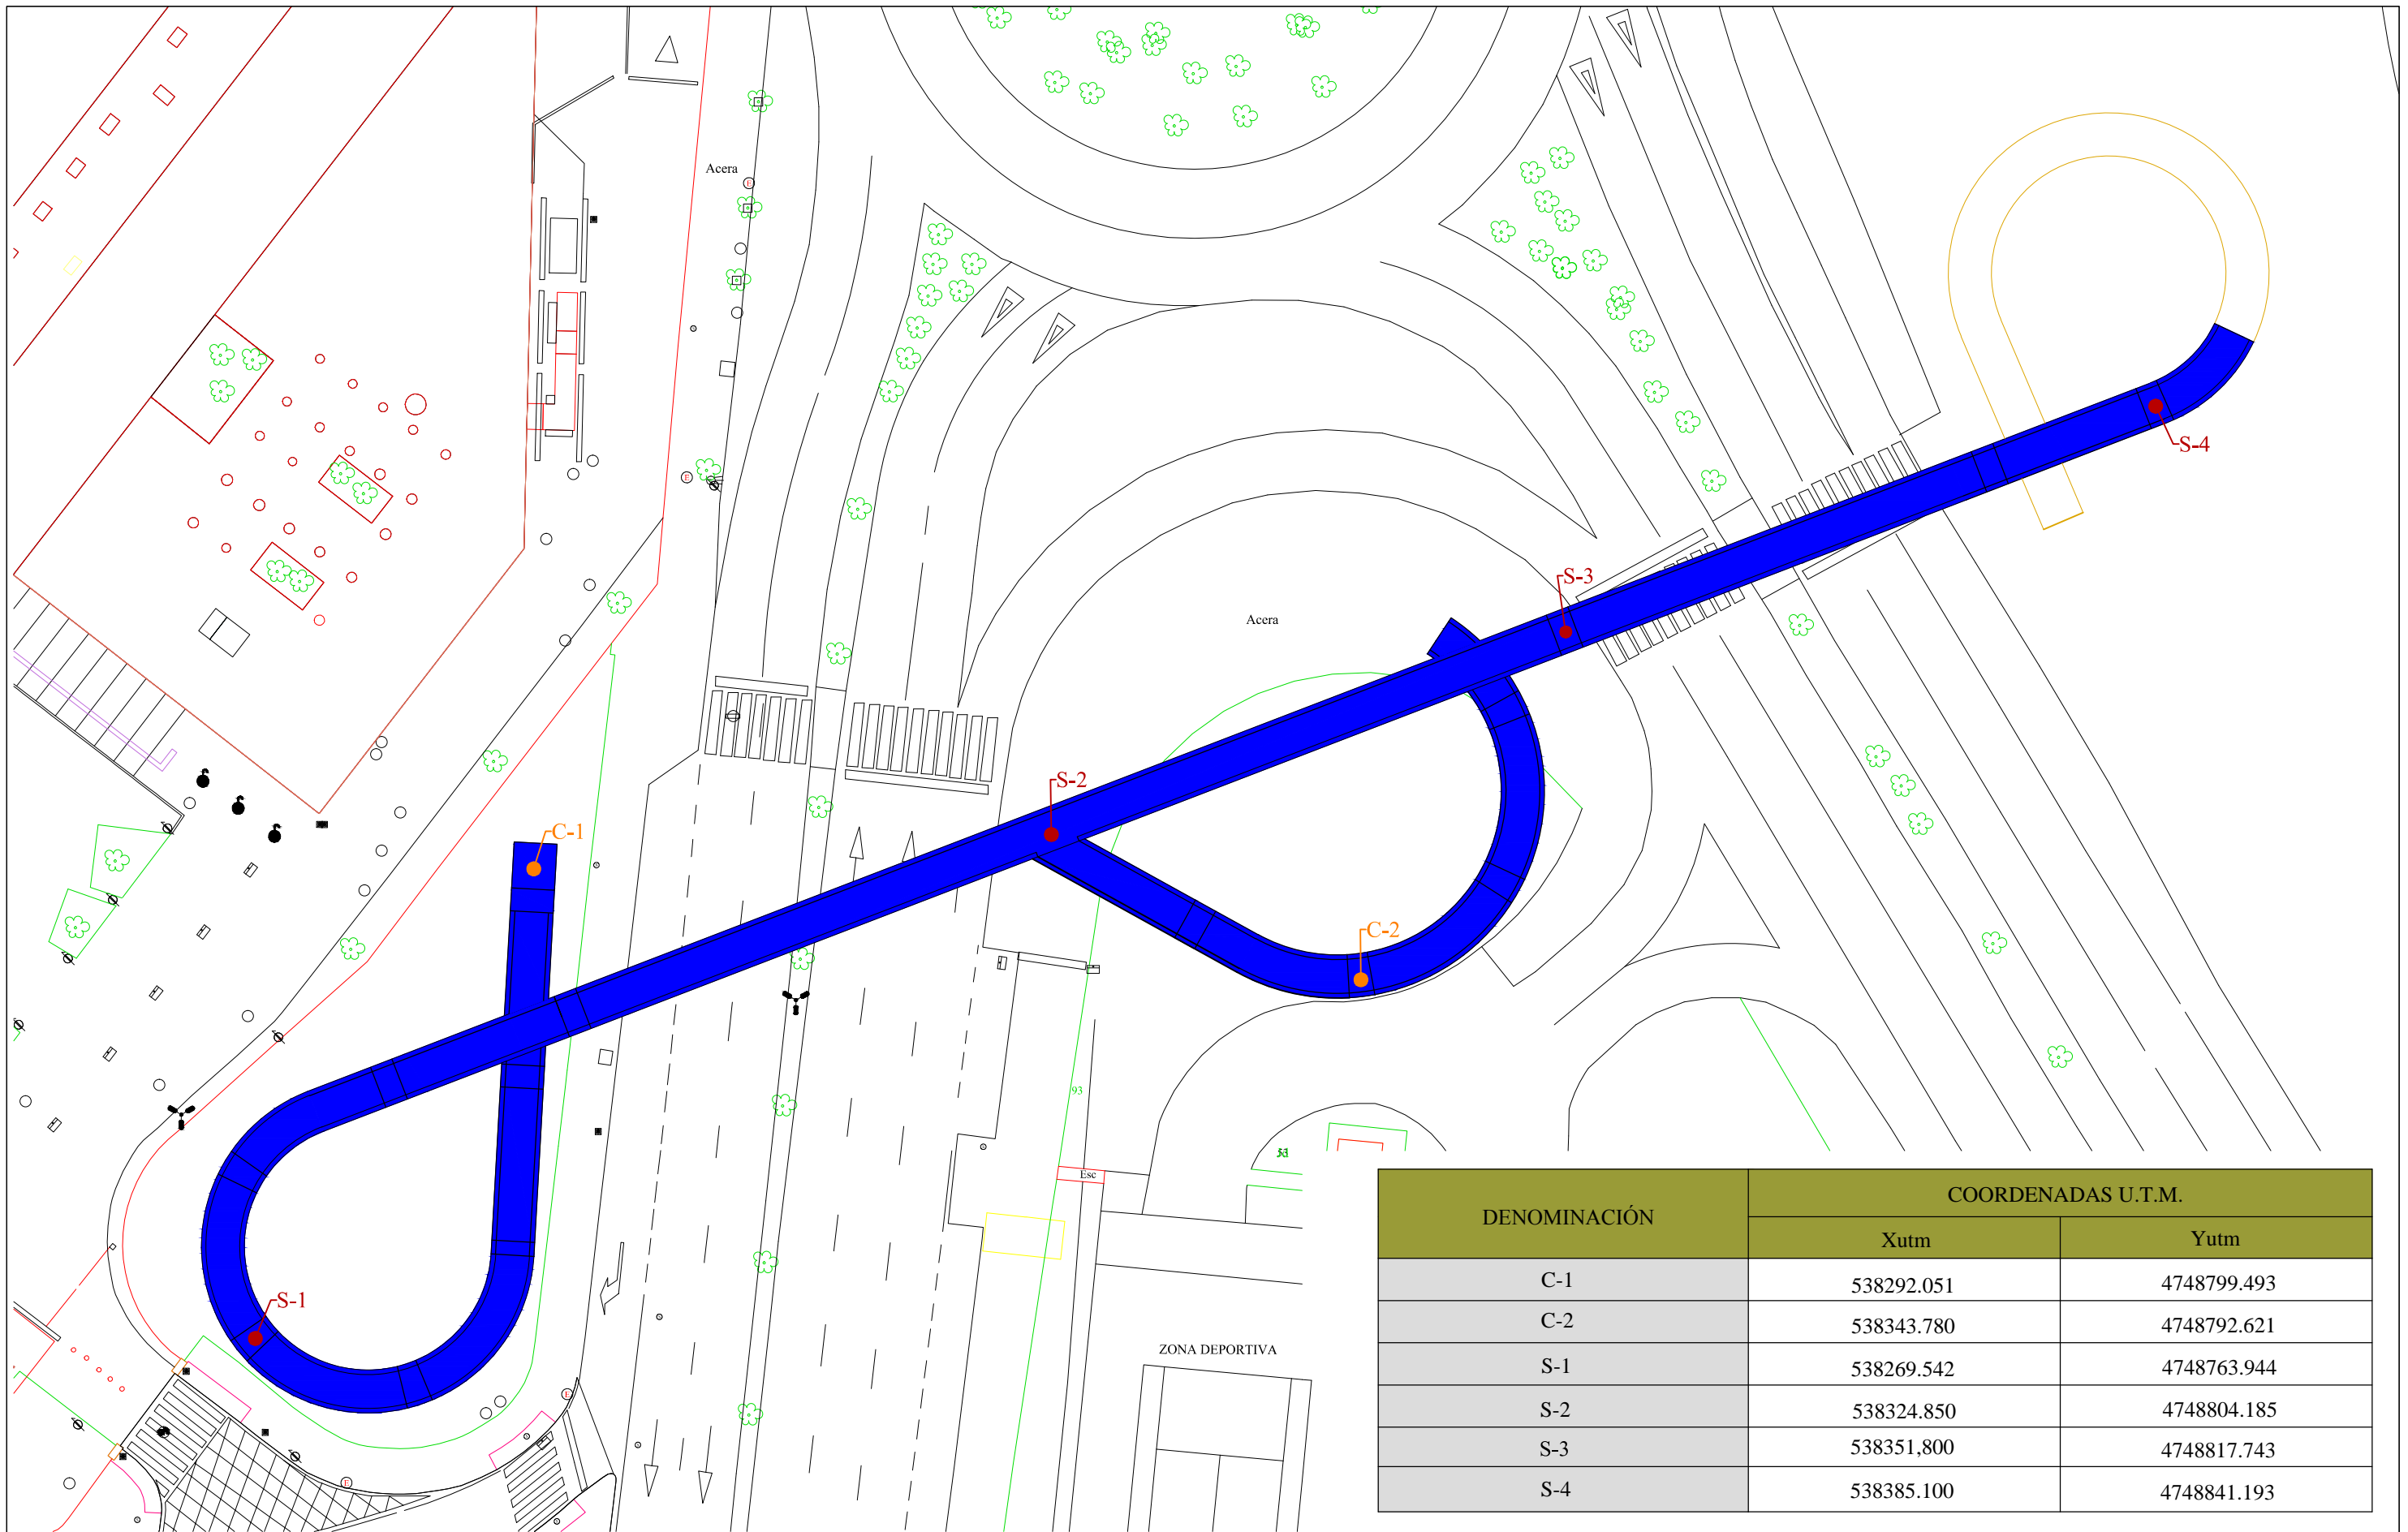 Acera
S-4
S-3
Acera
S-2
C-1
C-2
93
Esc
S-1
ZONA DEPORTIVA
DENOMINACIÓN
COORDENADAS U.T.M.
Xutm Yutm
C-1 538292.051 4748799.493
C-2 538343.780 4748792.621
S-1 538269.542 4748763.944
S-2 538324.850 4748804.185
S-3 538351,800 4748817.743
S-4 538385.100 4748841.193